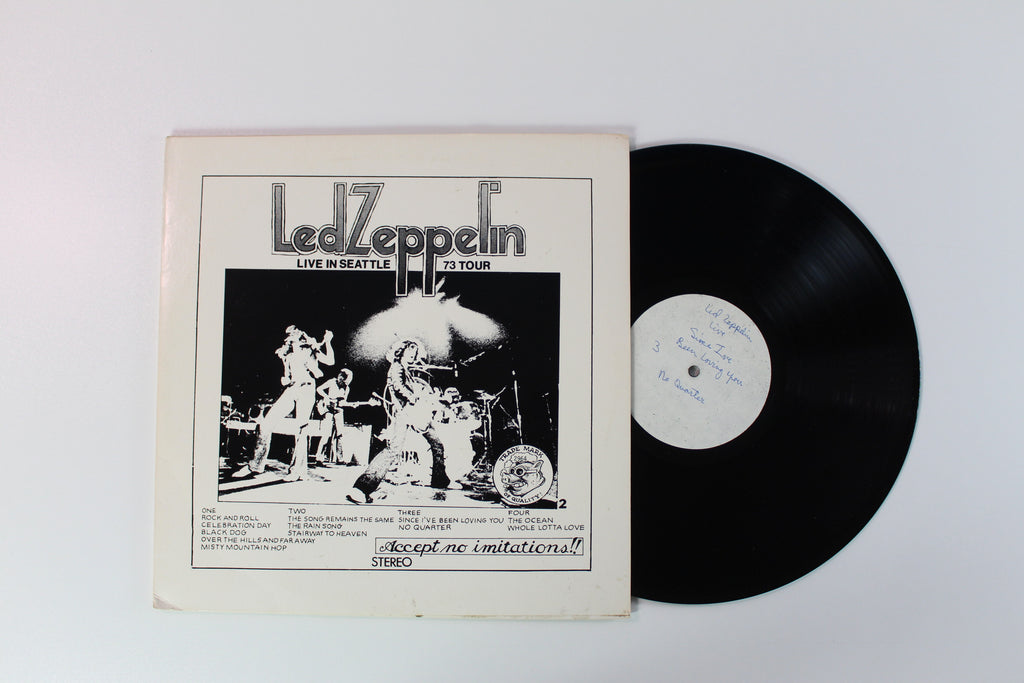 Led Zeppelin
LIVE IN SEATTLE 73 TOUR
TRADE MARK
OF QUALITY
2
ONE
ROCK AND ROLL
CELEBRATION DAY
BLACK DOG
OVER THE HILLS AND FAR AWAY
MISTY MOUNTAIN HOP
TWO
THE SONG REMAINS THE SAME
THE RAIN SONG
STAIRWAY TO HEAVEN
THREE
SINCE I'VE BEEN LOVING YOU
NO QUARTER
FOUR
THE OCEAN
WHOLE LOTTA LOVE
Accept no imitations!!
STEREO
Led Zeppelin
Live
Since I've
3 Been Loving You
No Quarter